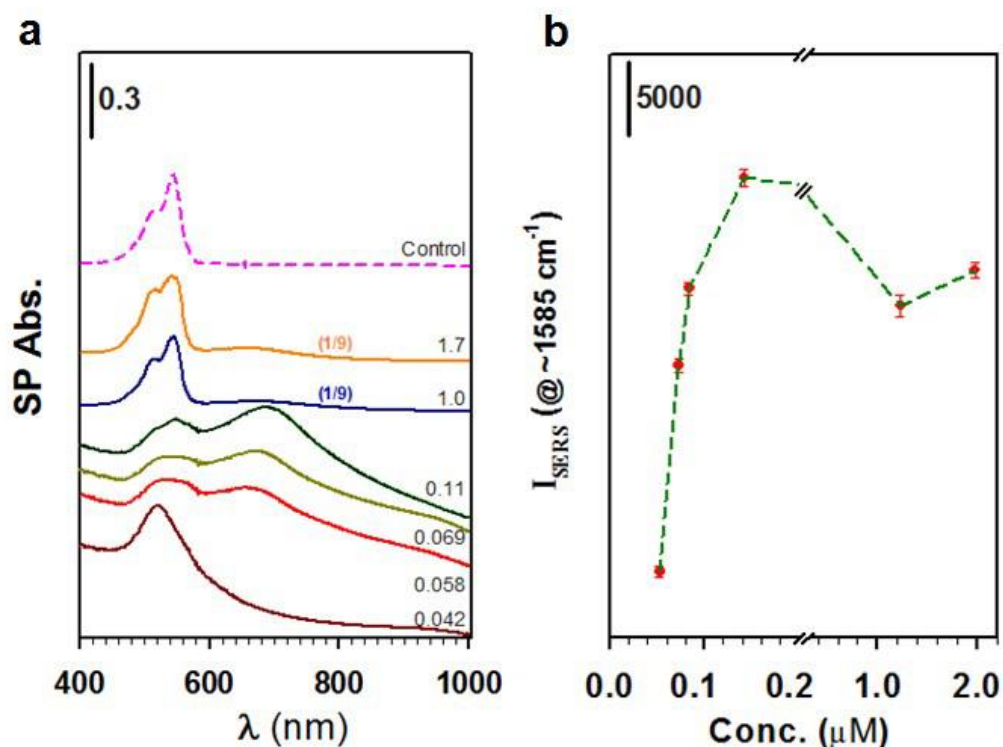 a
0.3
SP Abs.
Control
(1/9)
1.7
(1/9)
1.0
0.11
0.069
0.058
0.042
400 600 800 1000
λ (nm)
b
5000
I_SERS (@ ~1585 cm⁻¹)
0.0 0.1 0.2 1.0 2.0
Conc. (μM)